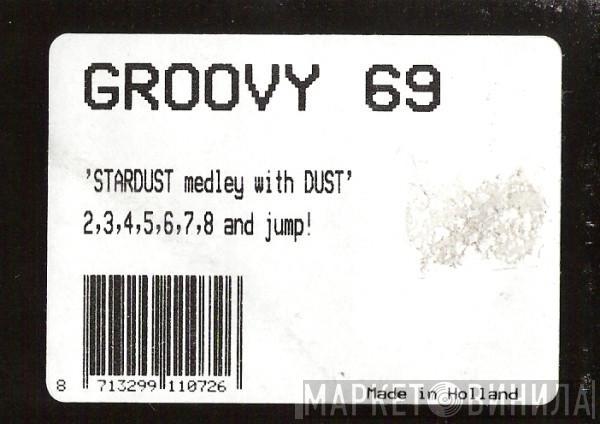 GROOVY 69
'STARDUST medley with DUST'
2,3,4,5,6,7,8 and jump!
8 713299 110726
Made in Holland
МАРКЕТ ВИНИЛА